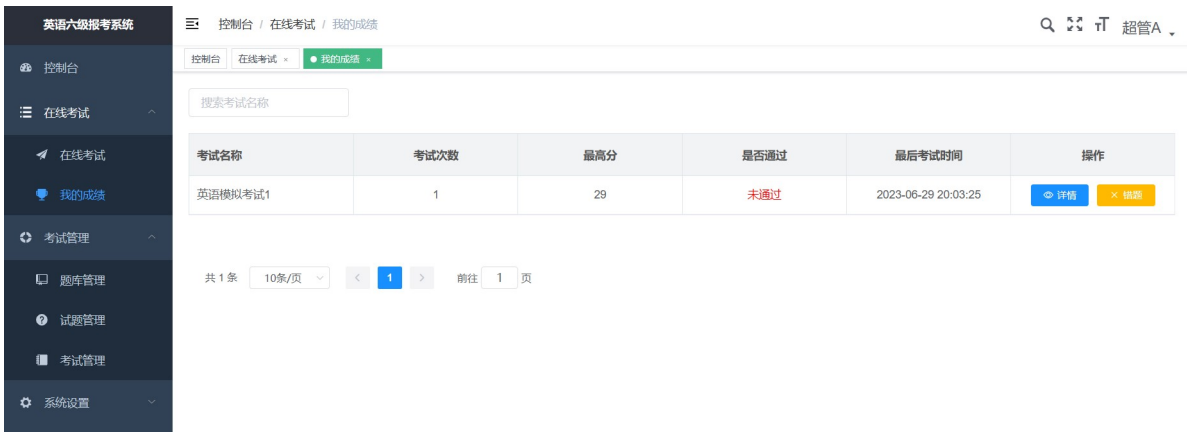 英语六级报考系统
控制台 / 在线考试 / 我的成绩
超管A
控制台
在线考试 ×
我的成绩 ×
控制台
在线考试
在线考试
我的成绩
考试管理
题库管理
试题管理
考试管理
系统设置
搜索考试名称
考试名称 考试次数 最高分 是否通过 最后考试时间 操作
英语模拟考试1 1 29 未通过 2023-06-29 20:03:25 详情 × 错题
共 1 条 10条/页 < 1 > 前往 1 页